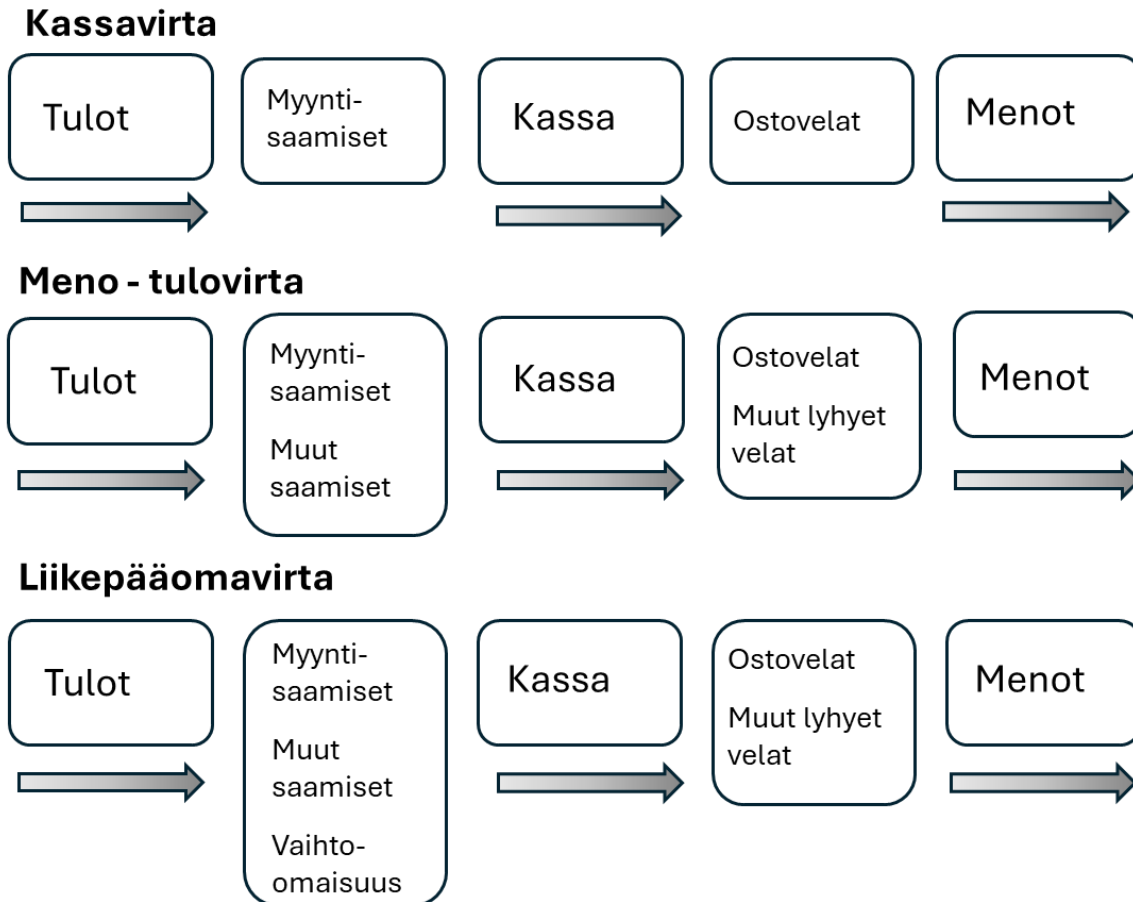 Kassavirta
Tulot
Myynti-
saamiset
Kassa
Ostovelat
Menot
Meno - tulovirta
Tulot
Myynti-
saamiset
Muut
saamiset
Kassa
Ostovelat
Muut lyhyet
velat
Menot
Liikepääomavirta
Tulot
Myynti-
saamiset
Muut
saamiset
Vaihto-
omaisuus
Kassa
Ostovelat
Muut lyhyet
velat
Menot